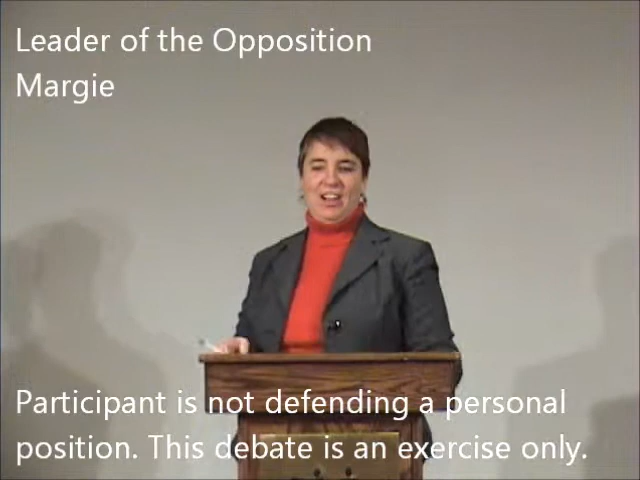 Leader of the Opposition
Margie
Participant is not defending a personal
position. This debate is an exercise only.